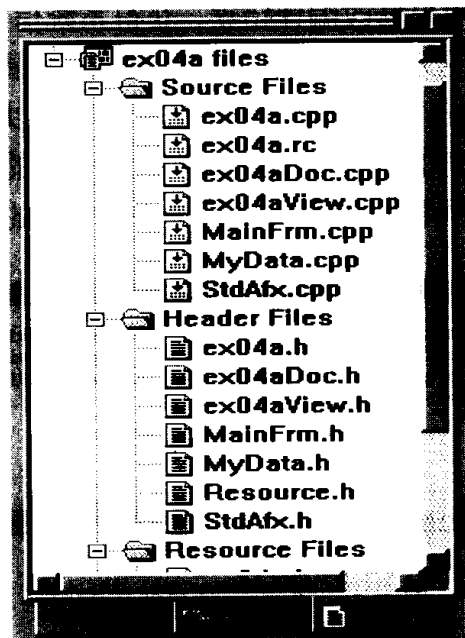 ex04a files
Source Files
ex04a.cpp
ex04a.rc
ex04aDoc.cpp
ex04aView.cpp
MainFrm.cpp
MyData.cpp
StdAfx.cpp
Header Files
ex04a.h
ex04aDoc.h
ex04aView.h
MainFrm.h
MyData.h
Resource.h
StdAfx.h
Resource Files